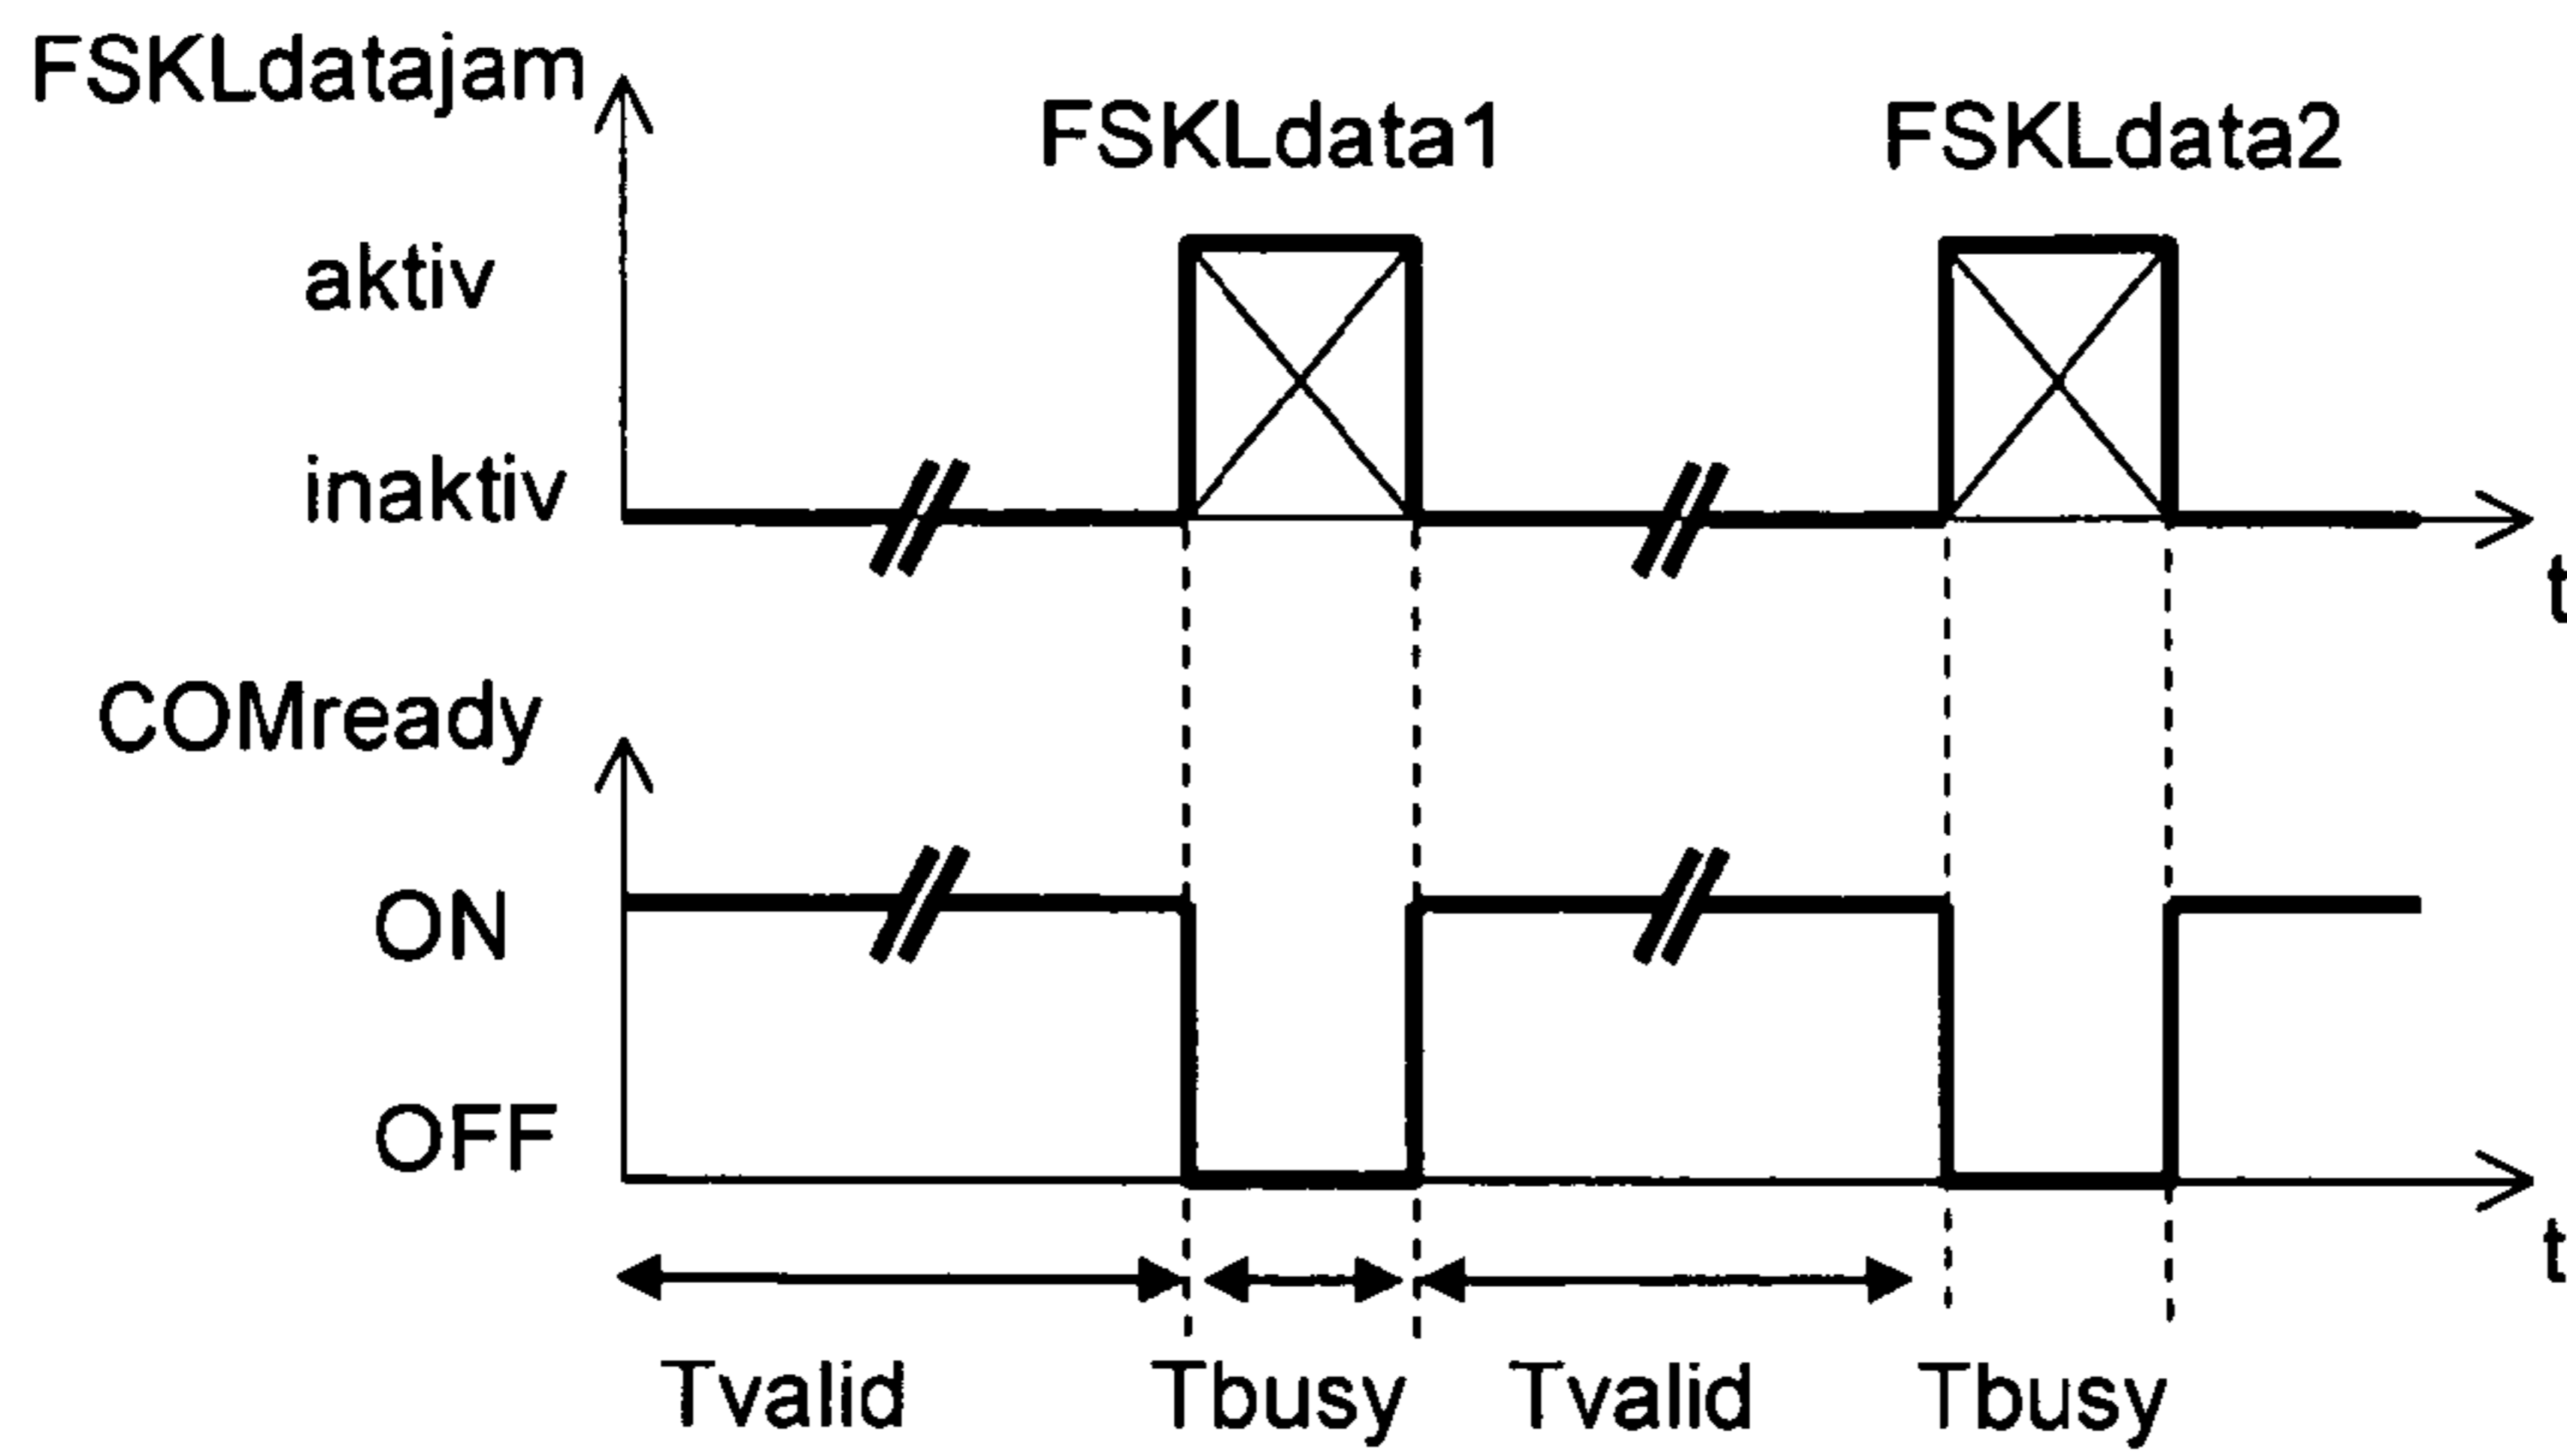 FSKLdatajam
FSKLdata1 FSKLdata2
aktiv
inaktiv
t
COMready
ON
OFF
t
Tvalid Tbusy Tvalid Tbusy